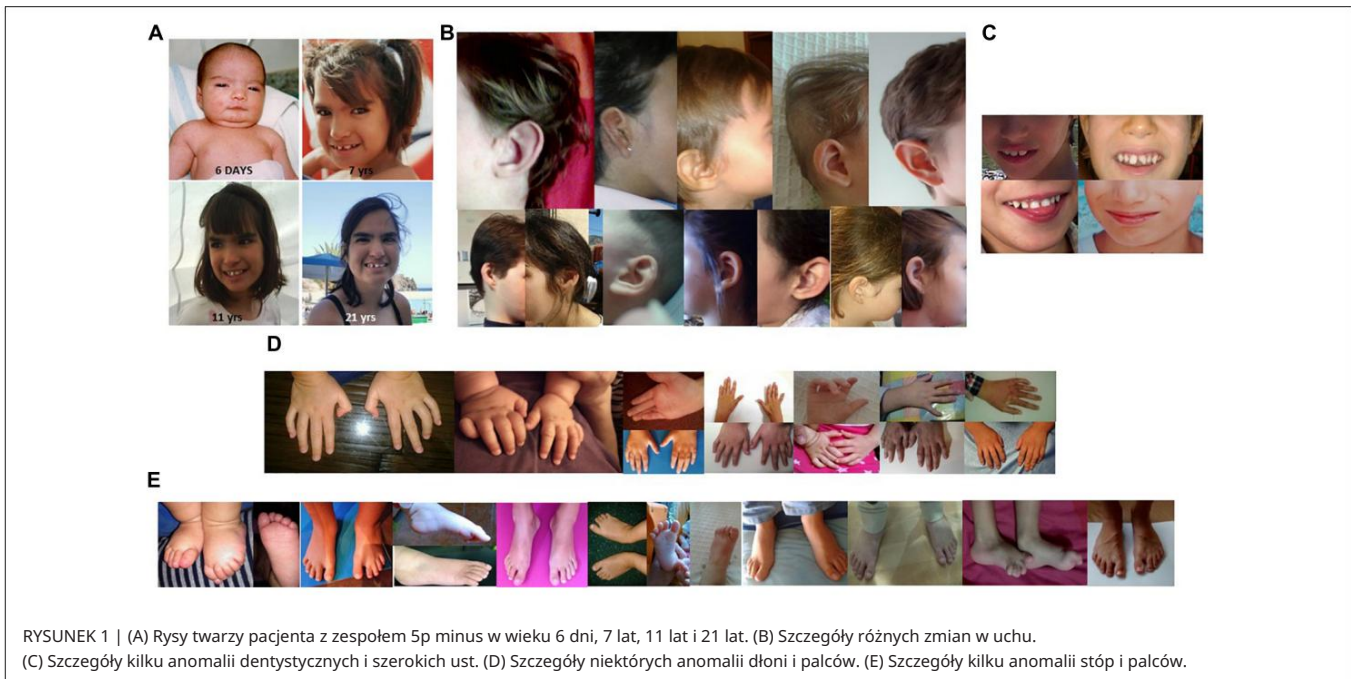 A
B
C
6 DAYS
7 yrs
11 yrs
21 yrs
D
E
RYSUNEK 1 | (A) Rysy twarzy pacjenta z zespołem 5p minus w wieku 6 dni, 7 lat, 11 lat i 21 lat. (B) Szczegóły różnych zmian w uchu.
(C) Szczegóły kilku anomalii dentystycznych i szerokich ust. (D) Szczegóły niektórych anomalii dłoni i palców. (E) Szczegóły kilku anomalii stóp i palców.